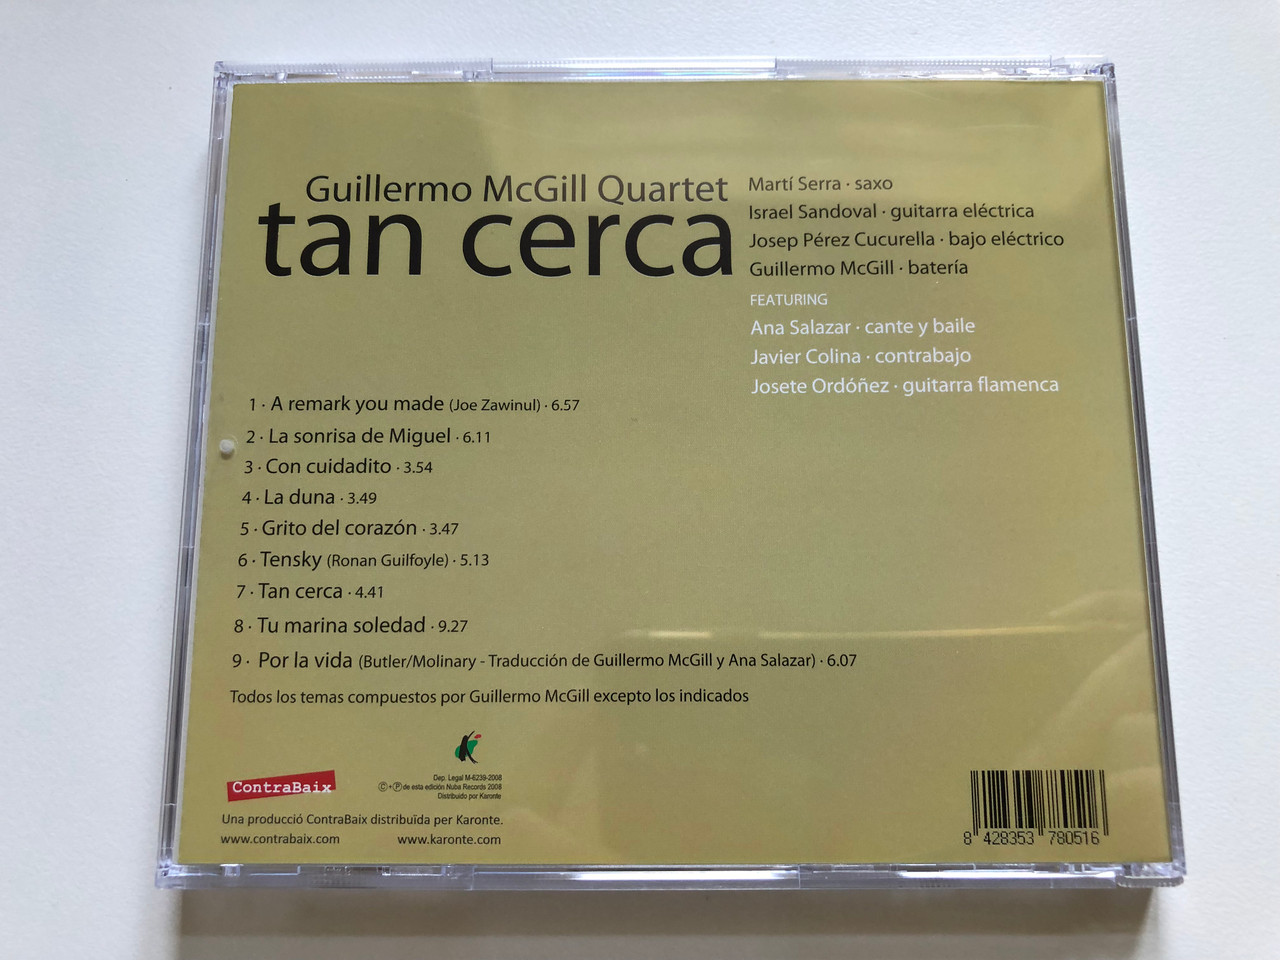 Guillermo McGill Quartet
tan cerca
Martí Serra · saxo
Israel Sandoval · guitarra eléctrica
Josep Pérez Cucurella · bajo eléctrico
Guillermo McGill · batería
FEATURING
Ana Salazar · cante y baile
Javier Colina · contrabajo
Josete Ordóñez · guitarra flamenca
1 · A remark you made (Joe Zawinul) · 6.57
2 · La sonrisa de Miguel · 6.11
3 · Con cuidadito · 3.54
4 · La duna · 3.49
5 · Grito del corazón · 3.47
6 · Tensky (Ronan Guilfoyle) · 5.13
7 · Tan cerca · 4.41
8 · Tu marina soledad · 9.27
9 · Por la vida (Butler/Molinary - Traducción de Guillermo McGill y Ana Salazar) · 6.07
Todos los temas compuestos por Guillermo McGill excepto los indicados
ContraBaix
Dep. Legal M-6239-2008
©+Ⓟ de esta edición Nuba Records 2008
Distribuido por Karonte
Una producció ContraBaix distribuïda per Karonte.
www.contrabaix.com www.karonte.com
8 428353 780516